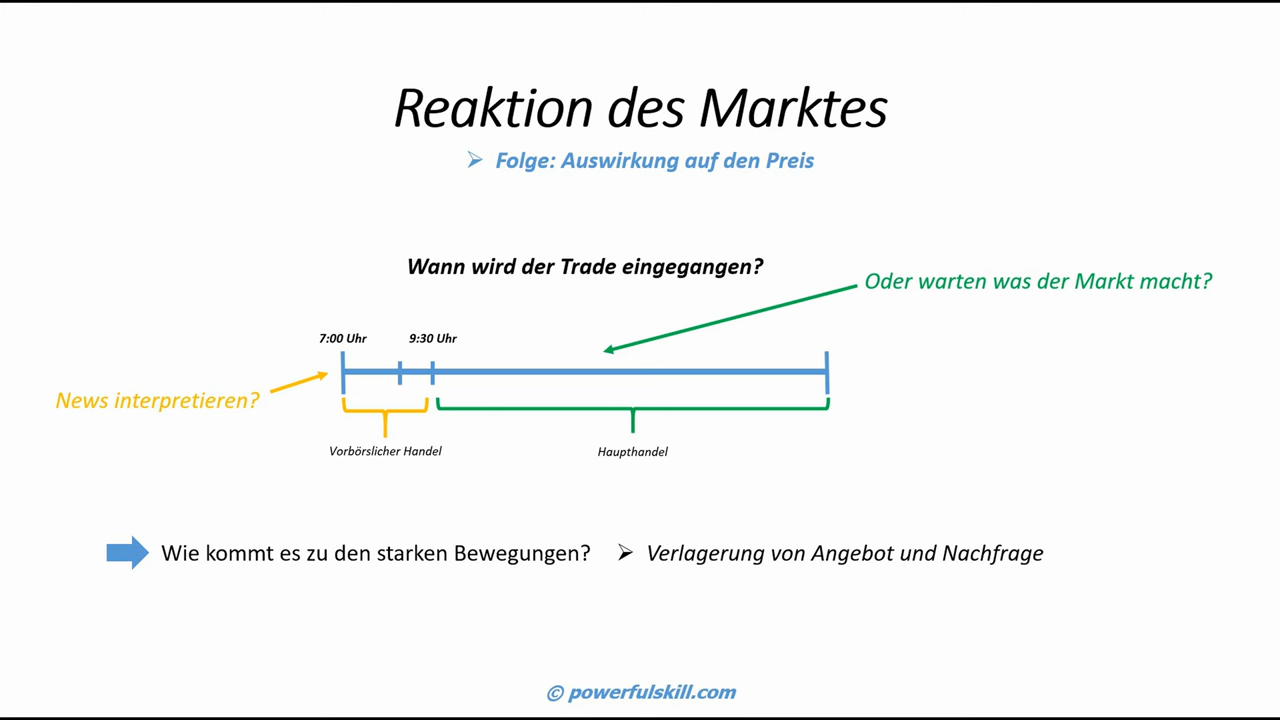 Reaktion des Marktes
➢ Folge: Auswirkung auf den Preis
Wann wird der Trade eingegangen?
Oder warten was der Markt macht?
7:00 Uhr
9:30 Uhr
News interpretieren?
Vorbörslicher Handel
Haupthandel
Wie kommt es zu den starken Bewegungen? ➢ Verlagerung von Angebot und Nachfrage
© powerfulskill.com